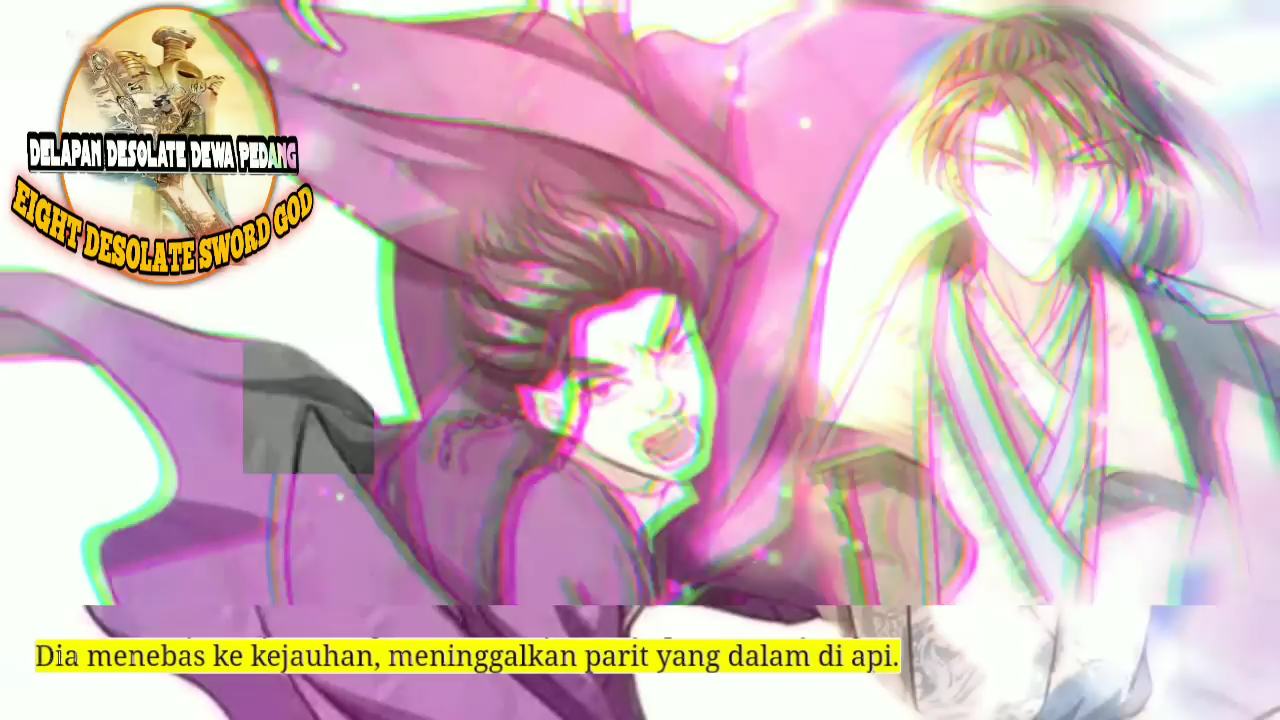 DELAPAN DESOLATE DEWA PEDANG
EIGHT DESOLATE SWORD GOD
Dia menebas ke kejauhan, meninggalkan parit yang dalam di api.